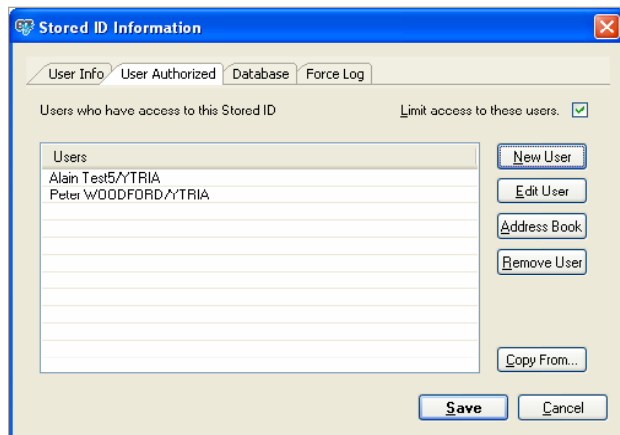 Stored ID Information
User Info User Authorized Database Force Log
Users who have access to this Stored ID Limit access to these users.
Users
New User
Alain Test5/YTRIA
Peter WOODFORD/YTRIA
Edit User
Address Book
Remove User
Copy From...
Save Cancel